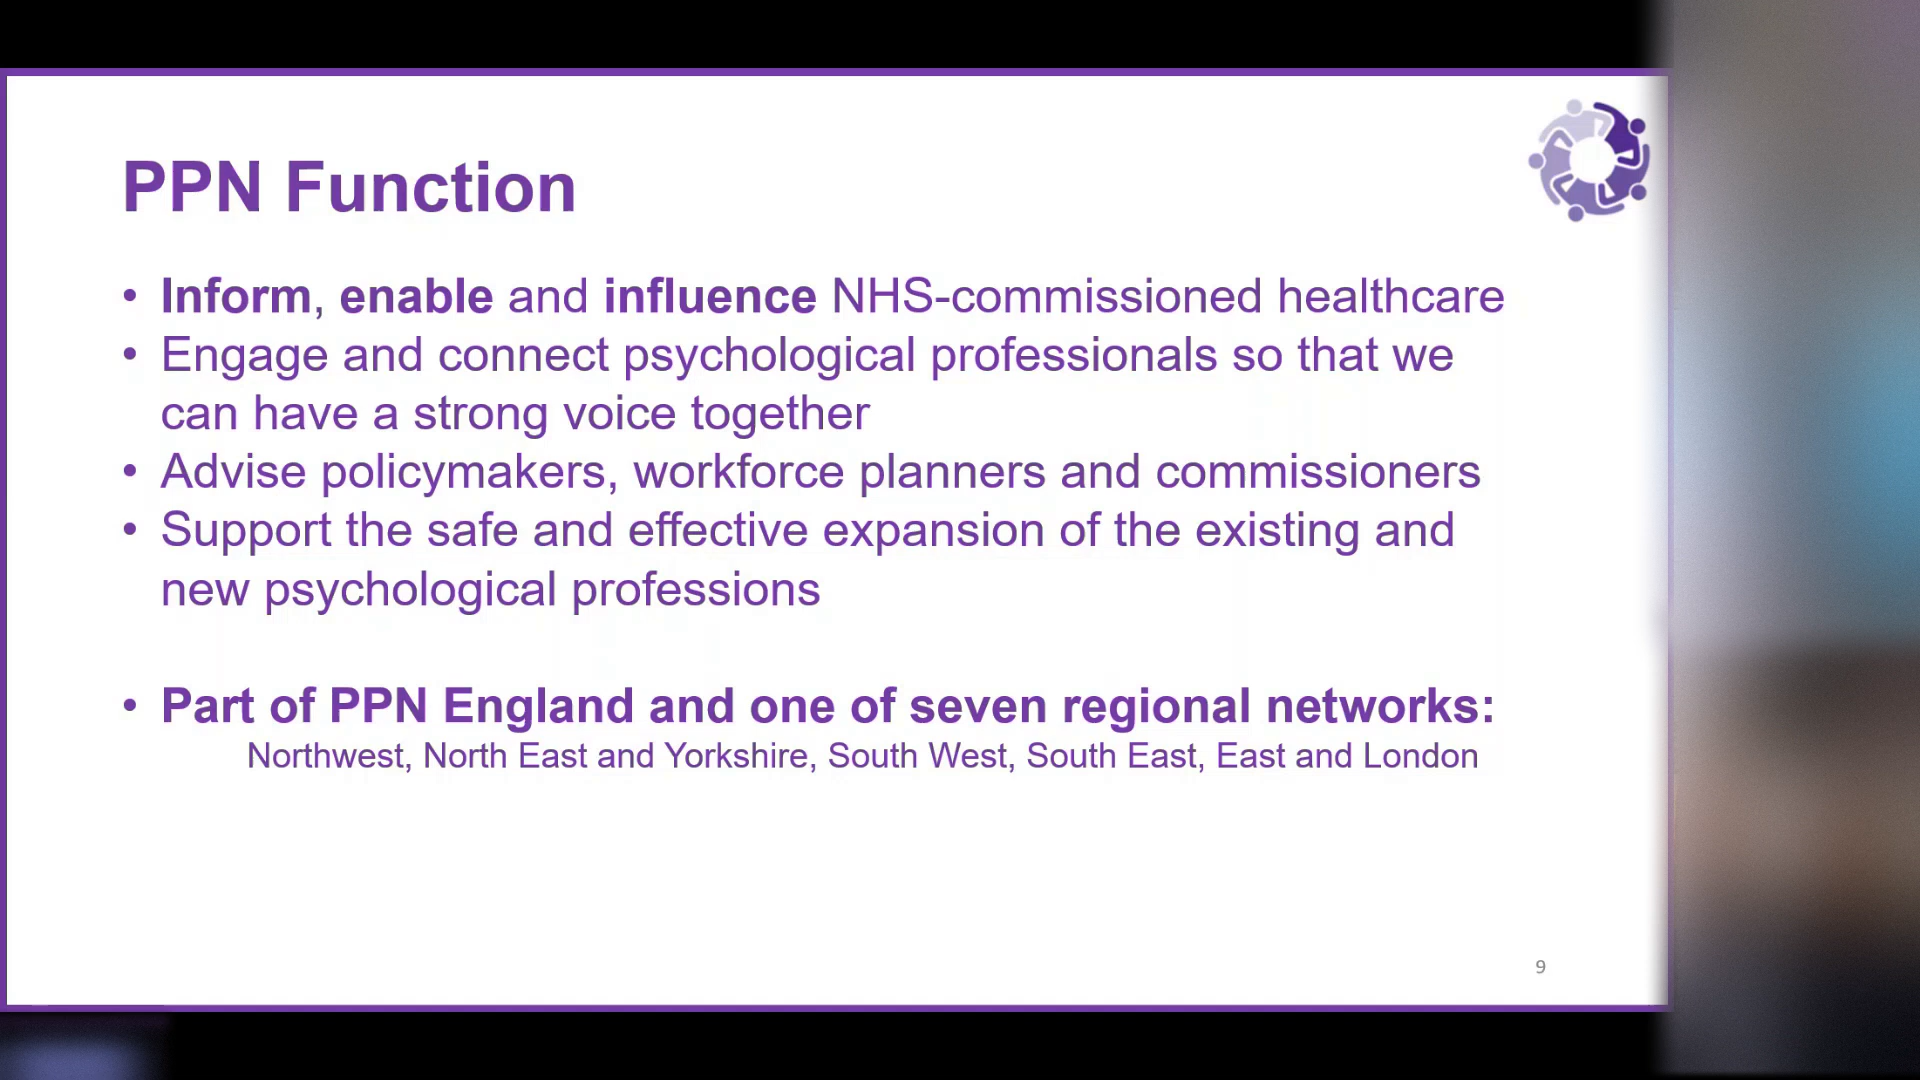 PPN Function
• Inform, enable and influence NHS-commissioned healthcare
• Engage and connect psychological professionals so that we
can have a strong voice together
• Advise policymakers, workforce planners and commissioners
• Support the safe and effective expansion of the existing and
new psychological professions
• Part of PPN England and one of seven regional networks:
Northwest, North East and Yorkshire, South West, South East, East and London
9